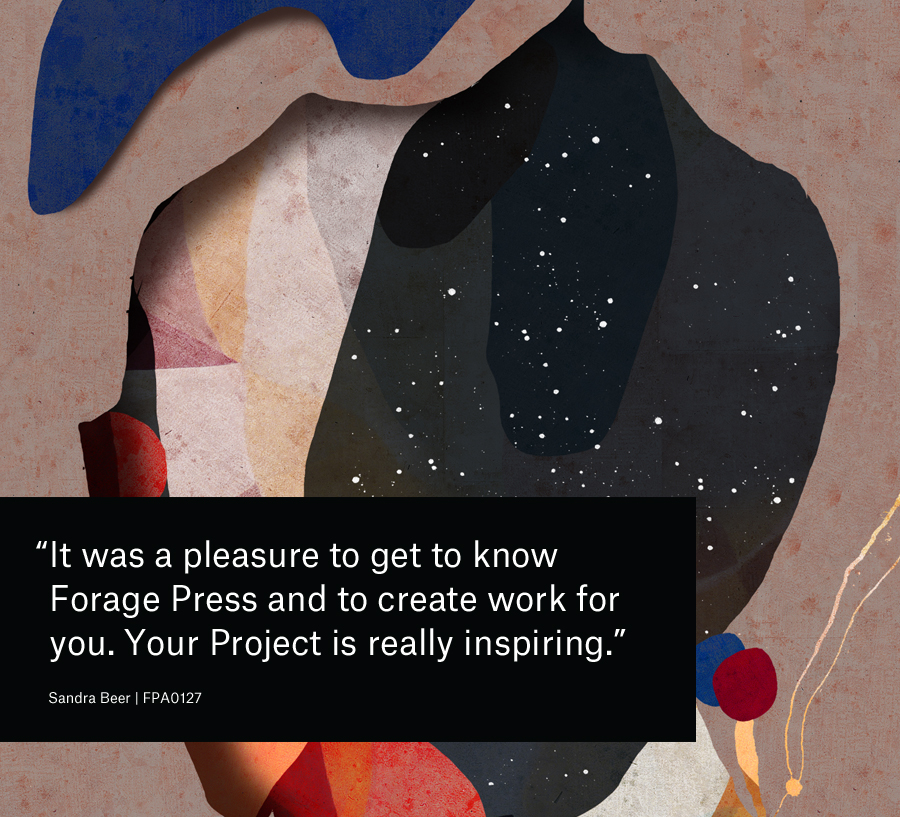 “It was a pleasure to get to know
Forage Press and to create work for
you. Your Project is really inspiring.”
Sandra Beer | FPA0127